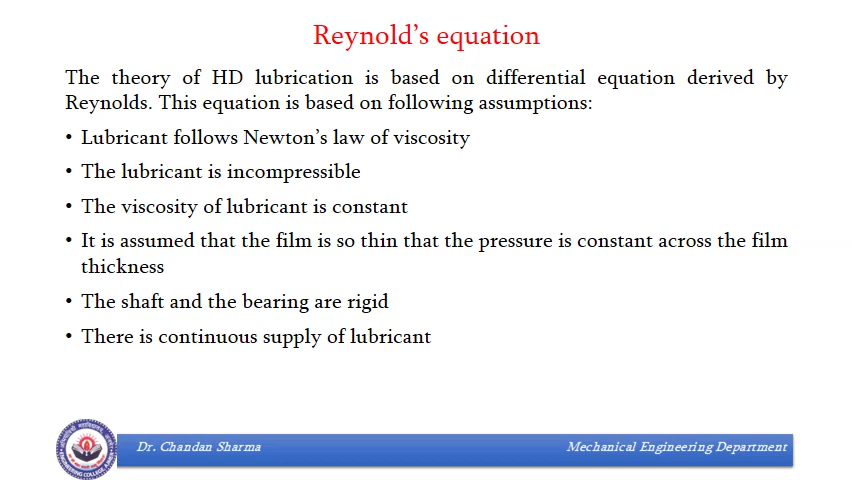 Reynold's equation
The theory of HD lubrication is based on differential equation derived by
Reynolds. This equation is based on following assumptions:
• Lubricant follows Newton's law of viscosity
• The lubricant is incompressible
• The viscosity of lubricant is constant
• It is assumed that the film is so thin that the pressure is constant across the film
thickness
• The shaft and the bearing are rigid
• There is continuous supply of lubricant
Dr. Chandan Sharma
Mechanical Engineering Department